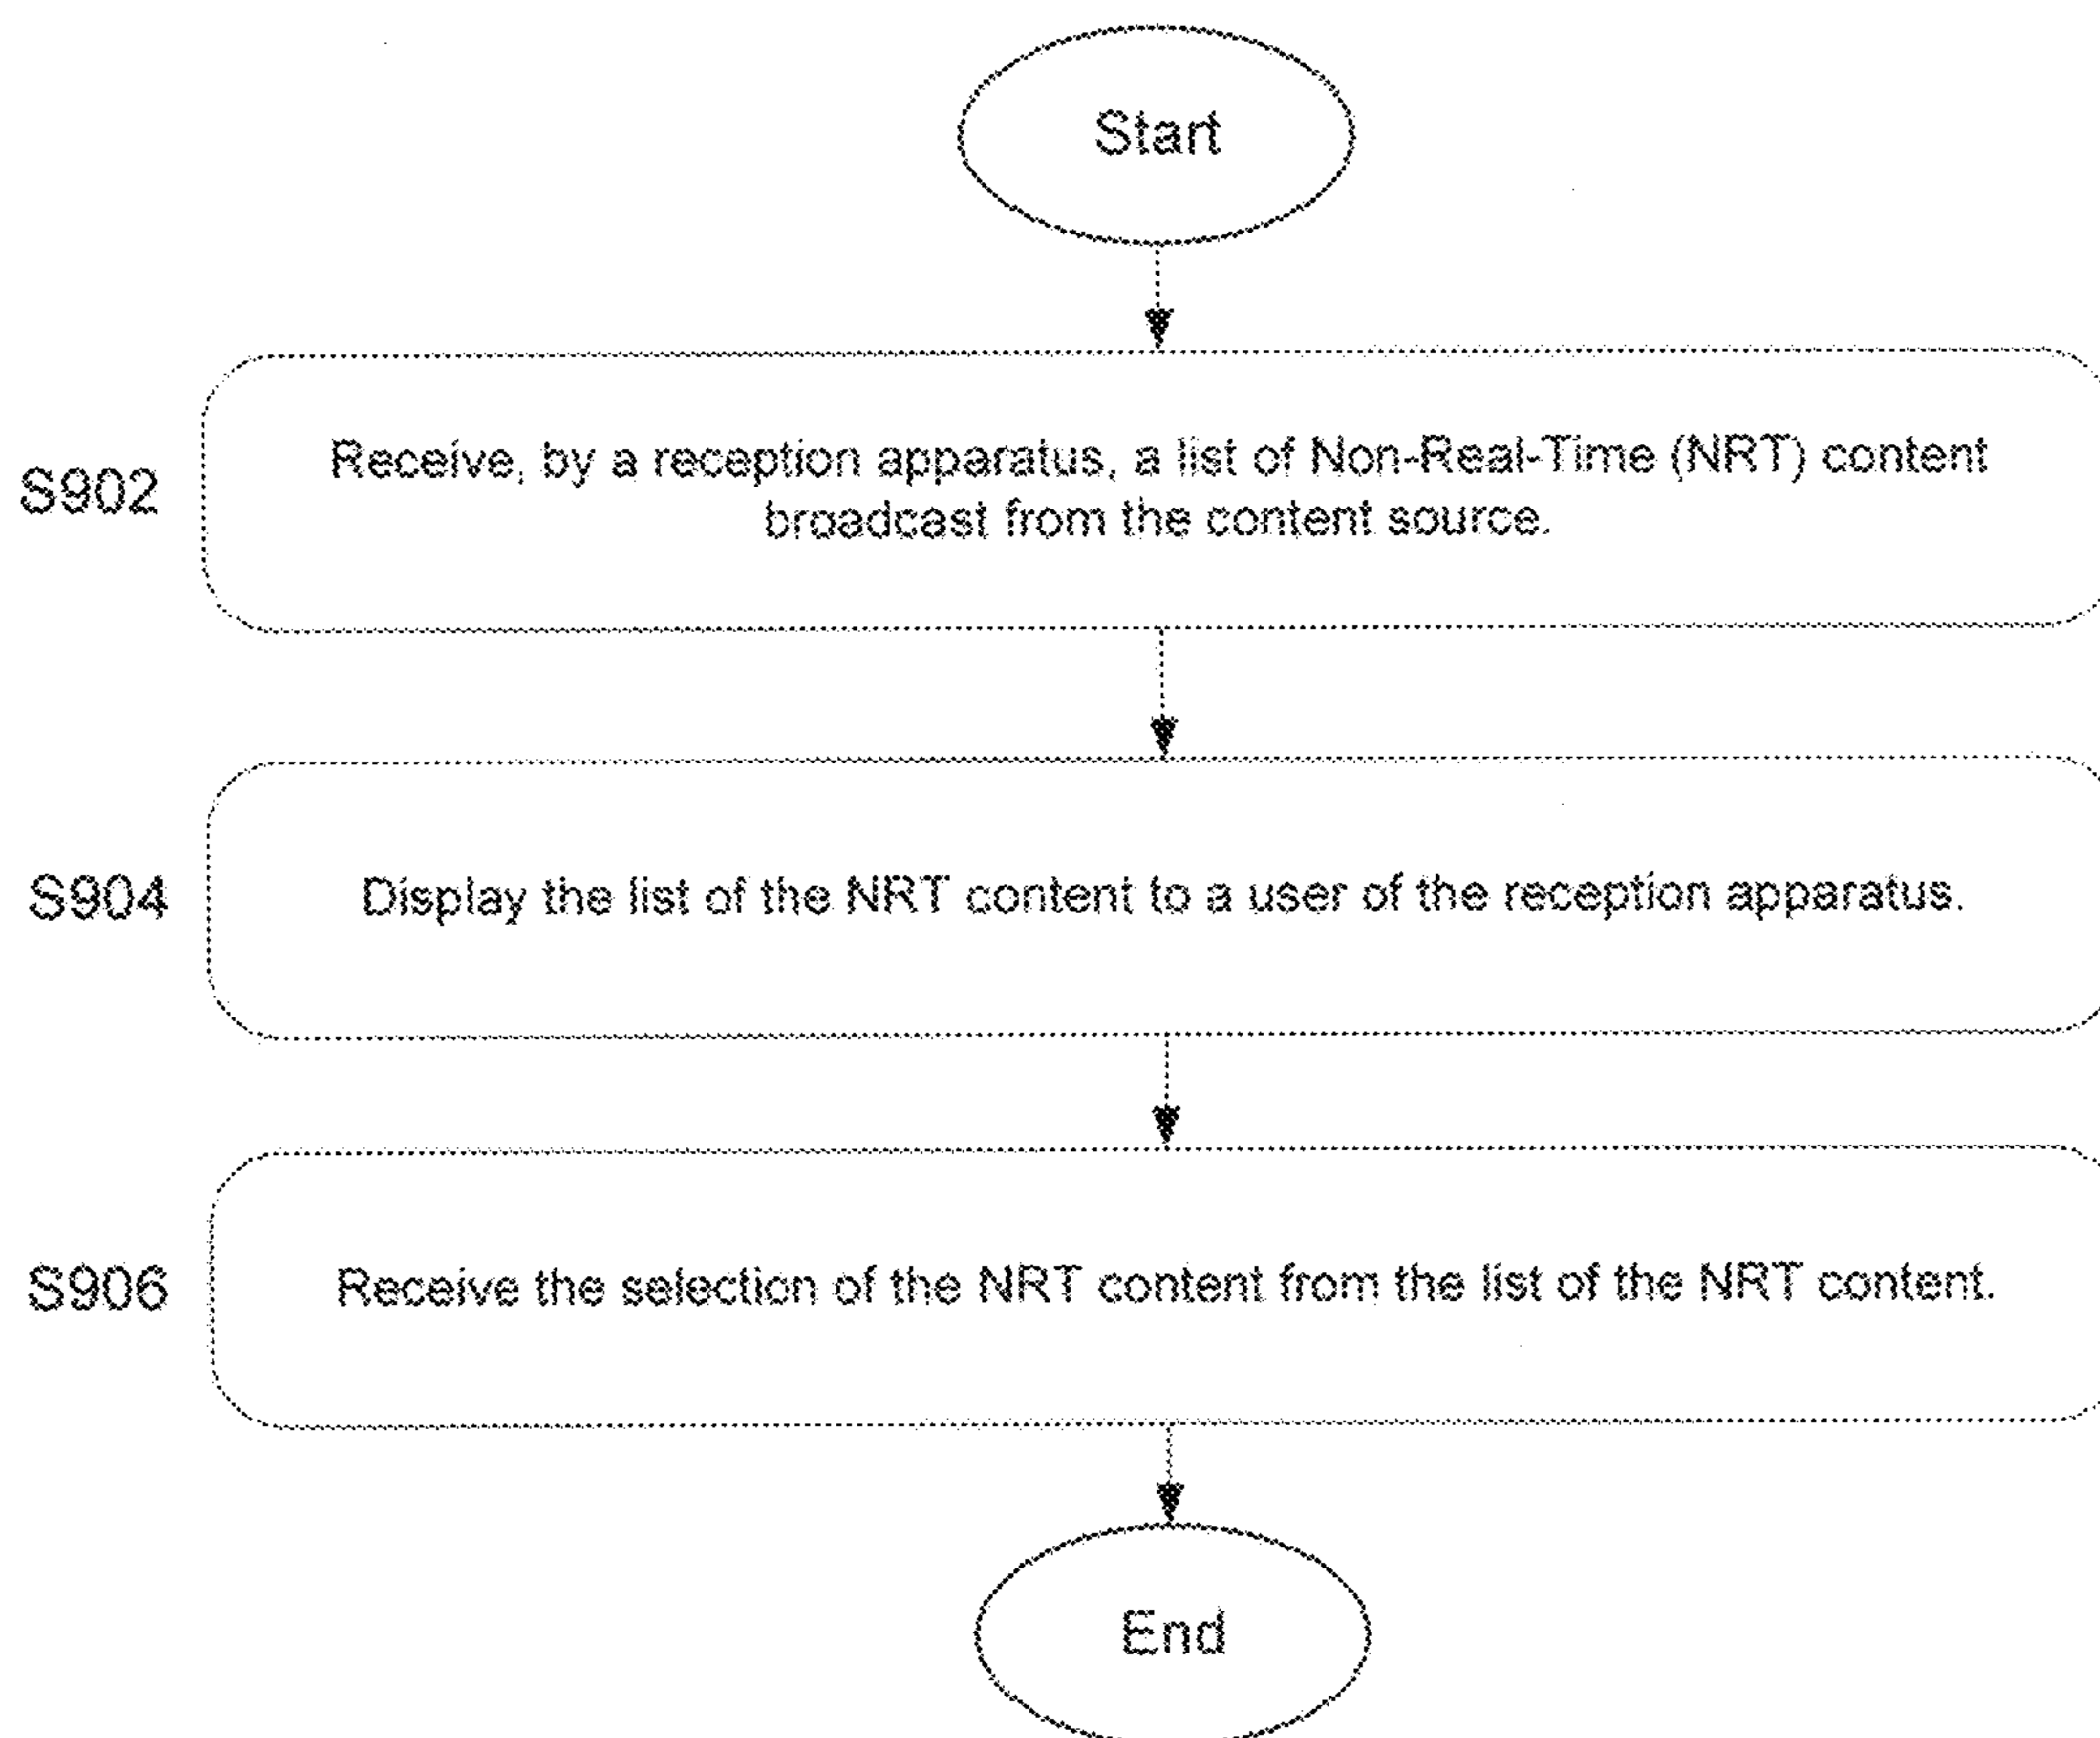 Start
S902
Receive, by a reception apparatus, a list of Non-Real-Time (NRT) content
broadcast from the content source.
S904
Display the list of the NRT content to a user of the reception apparatus.
S906
Receive the selection of the NRT content from the list of the NRT content.
End